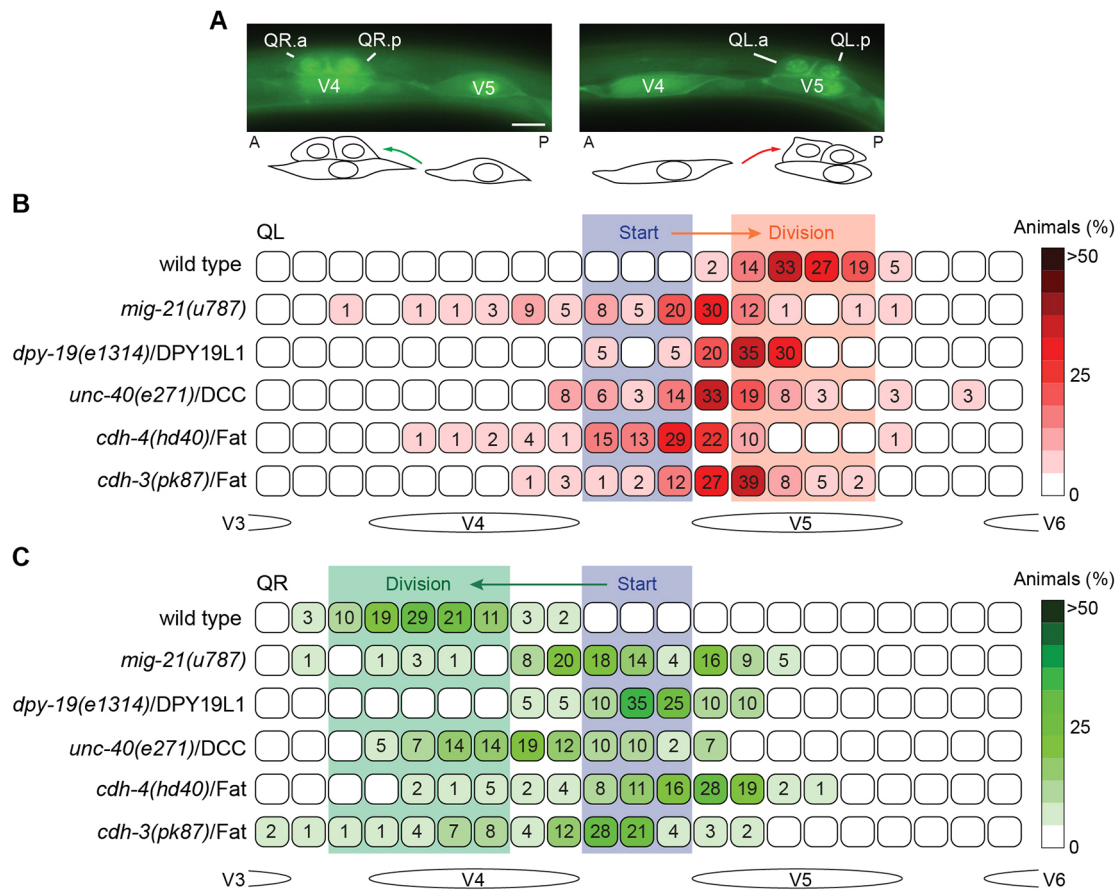 A
QR.a QR.p QL.a QL.p
V4 V5 V4 V5
A P A P
B
QL Start Division Animals (%)
wild type 2 14 33 27 19 5 >50
mig-21(u787) 1 1 1 3 9 5 8 5 20 30 12 1 1 1
dpy-19(e1314)/DPY19L1 5 5 20 35 30
25
unc-40(e271)/DCC 8 6 3 14 33 19 8 3 3 3
cdh-4(hd40)/Fat 1 1 2 4 1 15 13 29 22 10 1
cdh-3(pk87)/Fat 1 3 1 2 12 27 39 8 5 2 0
V3 V4 V5 V6
C
QR Division Start Animals (%)
wild type 3 10 19 29 21 11 3 2 >50
mig-21(u787) 1 1 3 1 8 20 18 14 4 16 9 5
dpy-19(e1314)/DPY19L1 5 5 10 35 25 10 10
25
unc-40(e271)/DCC 5 7 14 14 19 12 10 10 2 7
cdh-4(hd40)/Fat 2 1 5 2 4 8 11 16 28 19 2 1
cdh-3(pk87)/Fat 2 1 1 1 4 7 8 4 12 28 21 4 3 2 0
V3 V4 V5 V6